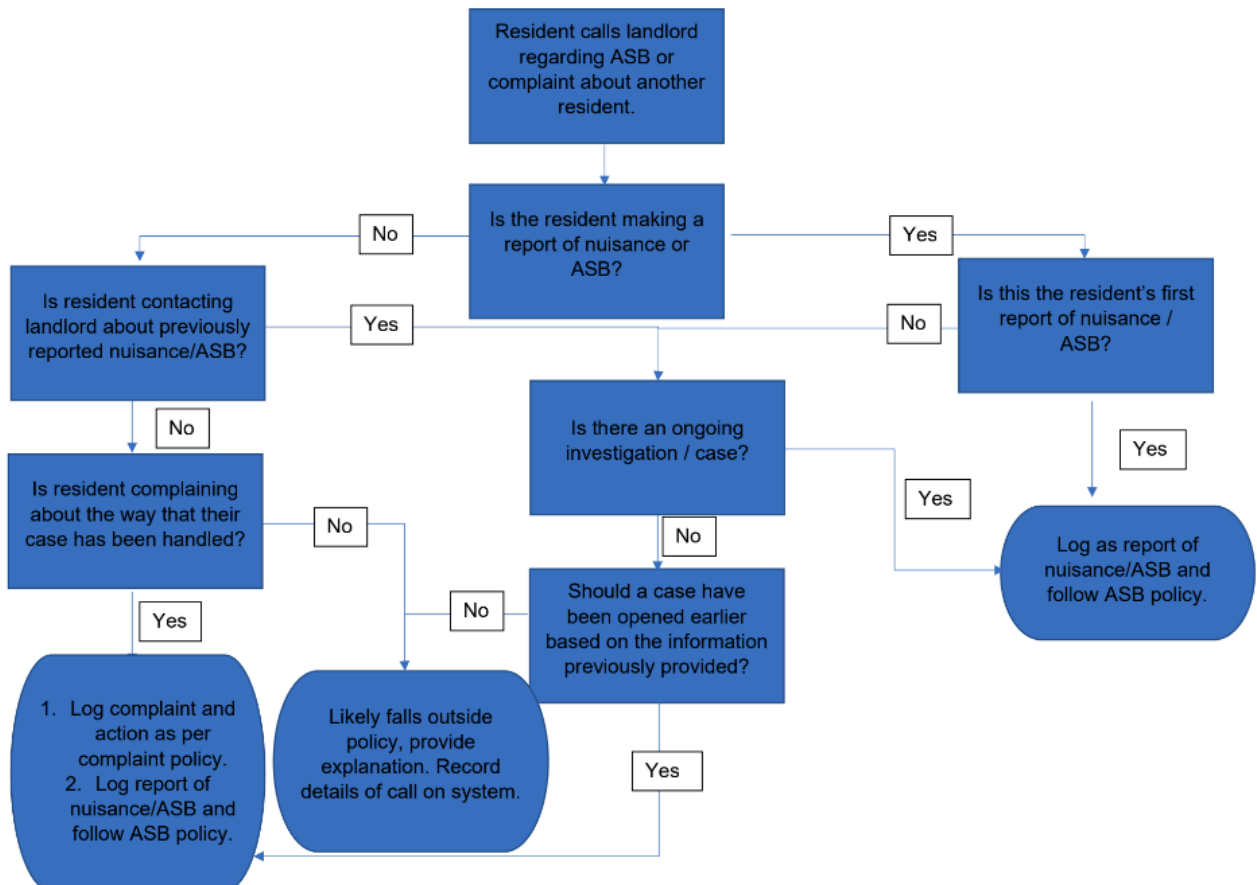 Resident calls landlord
regarding ASB or
complaint about another
resident.
Is the resident making a
report of nuisance or
ASB?
No
Yes
Is resident contacting
landlord about previously
reported nuisance/ASB?
Yes
No
Is this the resident’s first
report of nuisance /
ASB?
No
Is there an ongoing
investigation / case?
Yes
Yes
Is resident complaining
about the way that their
case has been handled?
No
No
Log as report of
nuisance/ASB and
follow ASB policy.
Should a case have
been opened earlier
based on the information
previously provided?
No
Yes
1. Log complaint and
action as per
complaint policy.
2. Log report of
nuisance/ASB and
follow ASB policy.
Likely falls outside
policy, provide
explanation. Record
details of call on system.
Yes